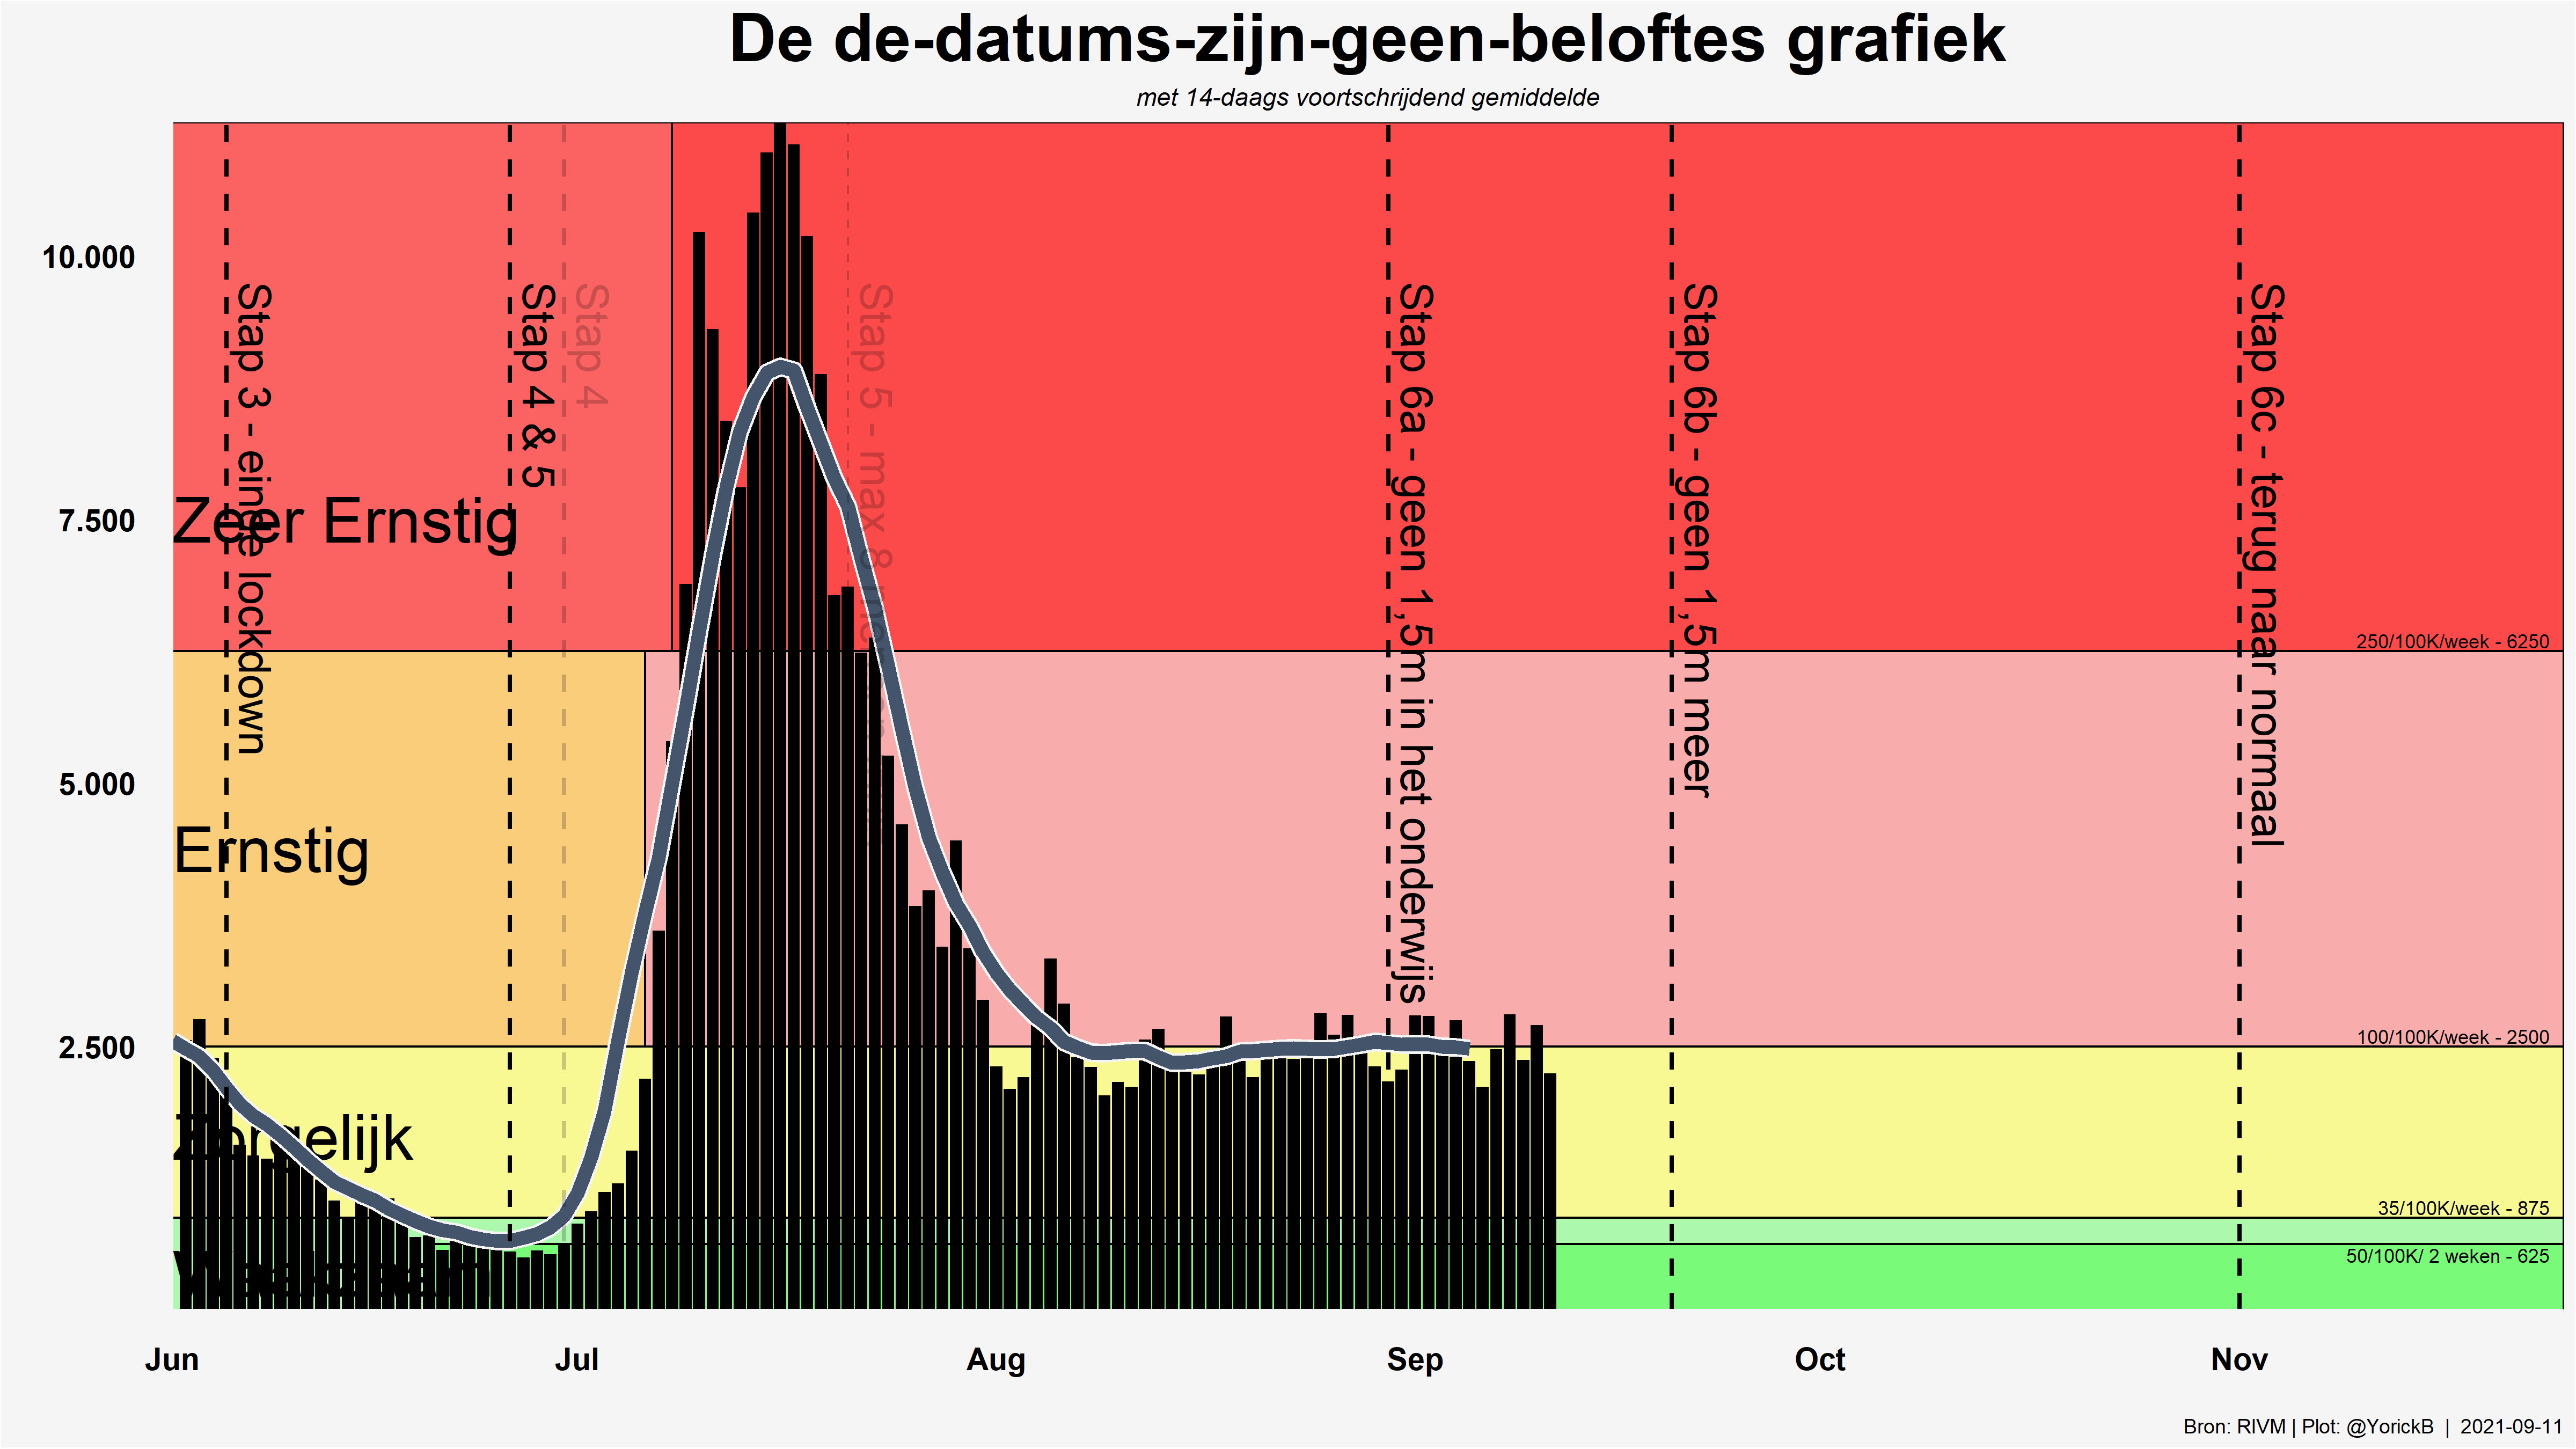 De de-datums-zijn-geen-beloftes grafiek
met 14-daags voortschrijdend gemiddelde
10.000
7.500
5.000
2.500
Stap 3 - einde lockdown
Stap 4 & 5
Stap 4
Stap 5 - max 8
Stap 6a - geen 1,5m in het onderwijs
Stap 6b - geen 1,5m meer
Stap 6c - terug naar normaal
Zeer Ernstig
Ernstig
Zorgelijk
250/100K/week - 6250
100/100K/week - 2500
35/100K/week - 875
50/100K/ 2 weken - 625
Jun
Jul
Aug
Sep
Oct
Nov
Bron: RIVM | Plot: @YorickB | 2021-09-11